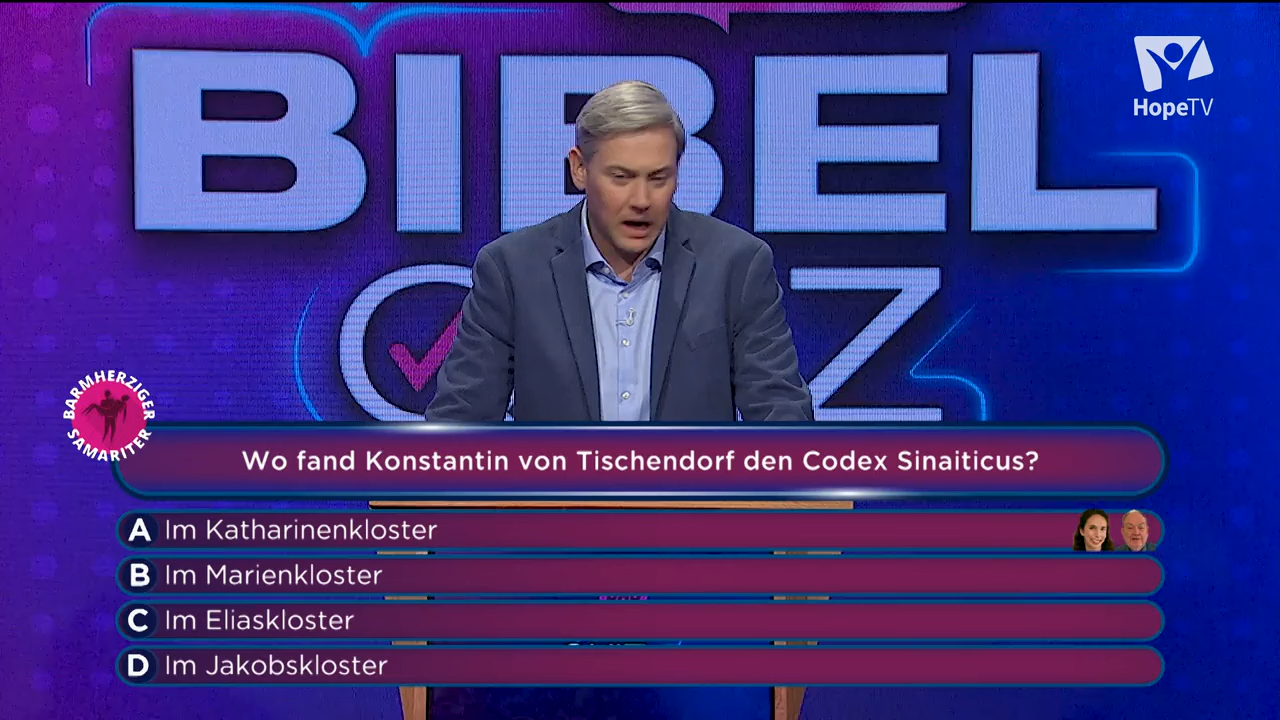 BIBEL
HopeTV
BARMHERZIGER
SAMARITER
Wo fand Konstantin von Tischendorf den Codex Sinaiticus?
A Im Katharinenkloster
B Im Marienkloster
C Im Eliaskloster
D Im Jakobskloster